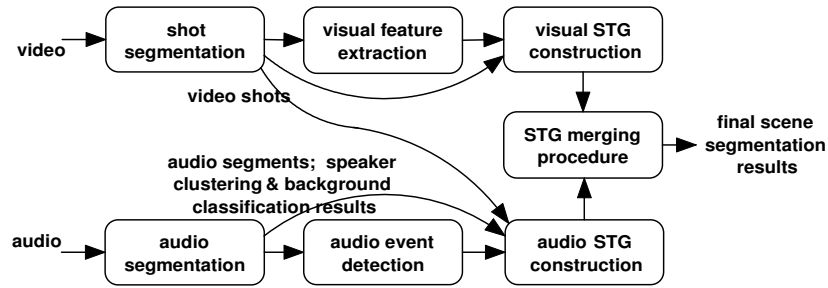 video
shot
segmentation
visual feature
extraction
visual STG
construction
video shots
STG merging
procedure
final scene
segmentation
results
audio segments; speaker
clustering & background
classification results
audio
audio
segmentation
audio event
detection
audio STG
construction